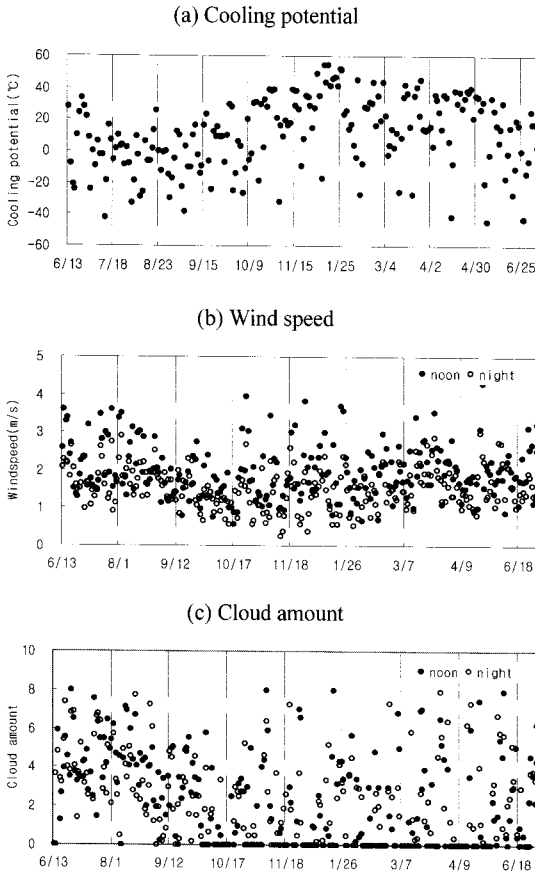 (a) Cooling potential
60
40
20
0
-20
-40
-60
Cooling potential(℃)
6/13 7/18 8/23 9/15 10/9 11/15 1/25 3/4 4/2 4/30 6/25
(b) Wind speed
5
4
3
2
1
0
Windspeed(m/s)
● noon ○ night
6/13 8/1 9/12 10/17 11/18 1/26 3/7 4/9 6/18
(c) Cloud amount
10
8
6
4
2
0
Cloud amount
● noon ○ night
6/13 8/1 9/12 10/17 11/18 1/26 3/7 4/9 6/18